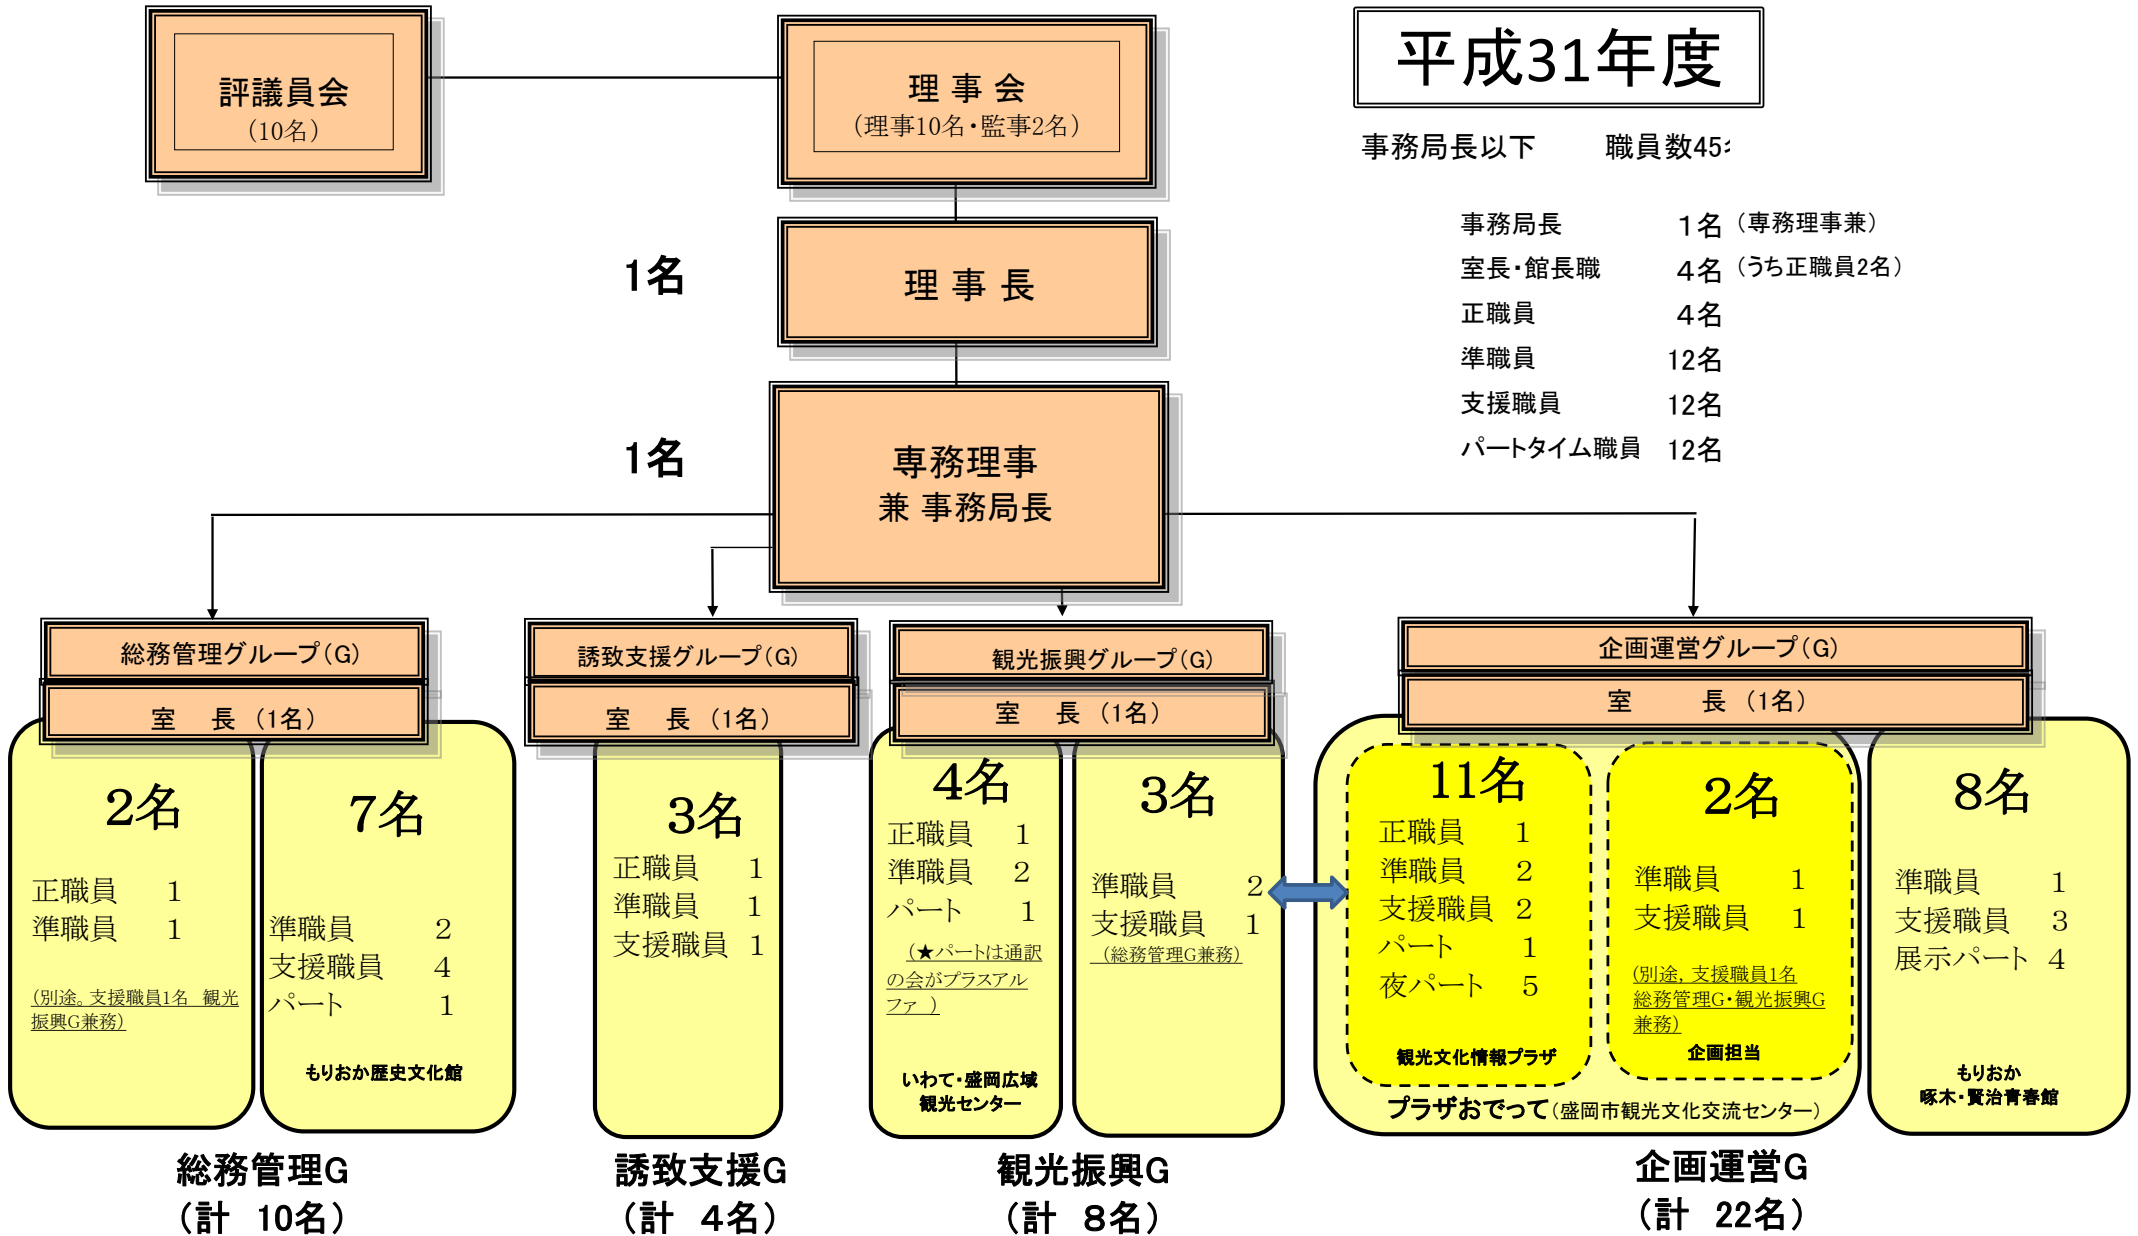 評議員会
（10名）
理 事 会
（理事10名・監事2名）
平成31年度
事務局長以下　職員数45
事務局長　1名（専務理事兼）
室長・館長職　4名（うち正職員2名）
正職員　4名
準職員　12名
支援職員　12名
パートタイム職員　12名
1名
理 事 長
1名
専務理事
兼 事務局長
総務管理グループ（G）
室　長（1名）
2名
正職員　1
準職員　1
（別途。支援職員1名　観光
振興G兼務）
7名
準職員　2
支援職員　4
パート　1
もりおか歴史文化館
総務管理G
（計　10名）
誘致支援グループ（G）
室　長（1名）
3名
正職員　1
準職員　1
支援職員　1
誘致支援G
（計　4名）
観光振興グループ（G）
室　長（1名）
4名
正職員　1
準職員　2
パート　1
（★パートは通訳
の会がプラスアル
ファ　）
いわて・盛岡広域
観光センター
3名
準職員　2
支援職員　1
（総務管理G兼務）
観光振興G
（計　8名）
企画運営グループ（G）
室　長（1名）
11名
正職員　1
準職員　2
支援職員　2
パート　1
夜パート　5
観光文化情報プラザ
2名
準職員　1
支援職員　1
（別途，支援職員1名
総務管理G・観光振興G
兼務）
企画担当
プラザおでって（盛岡市観光文化交流センター）
8名
準職員　1
支援職員　3
展示パート　4
もりおか
啄木・賢治青春館
企画運営G
（計　22名）